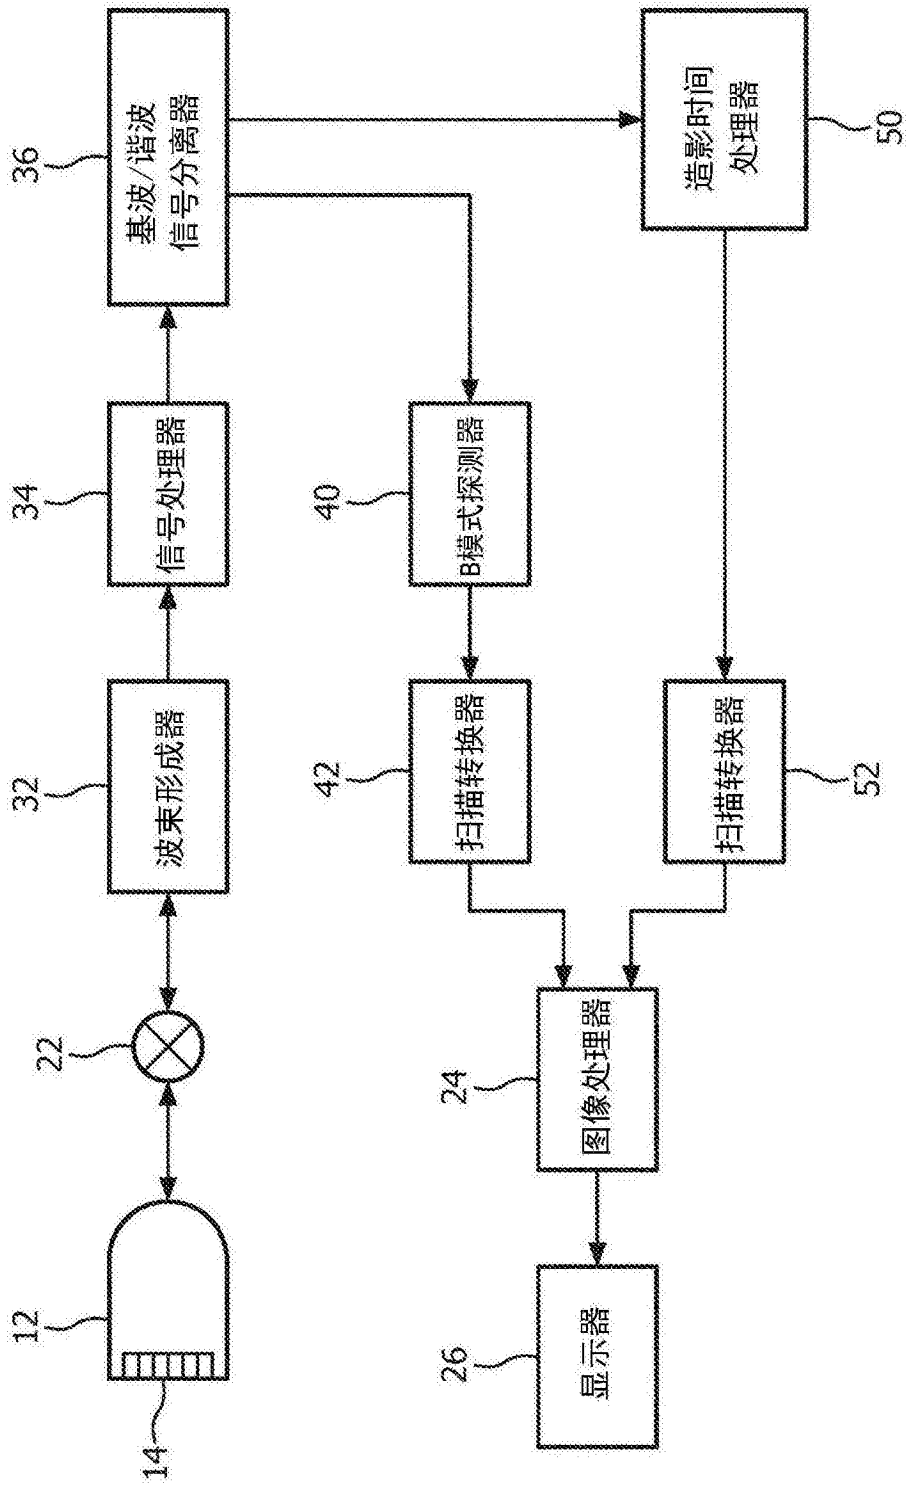 12
14
22
32
波束形成器
34
信号处理器
36
基波/谐波
信号分离器
40
B模式探测器
42
扫描转换器
24
图像处理器
26
显示器
50
造影时间
处理器
52
扫描转换器